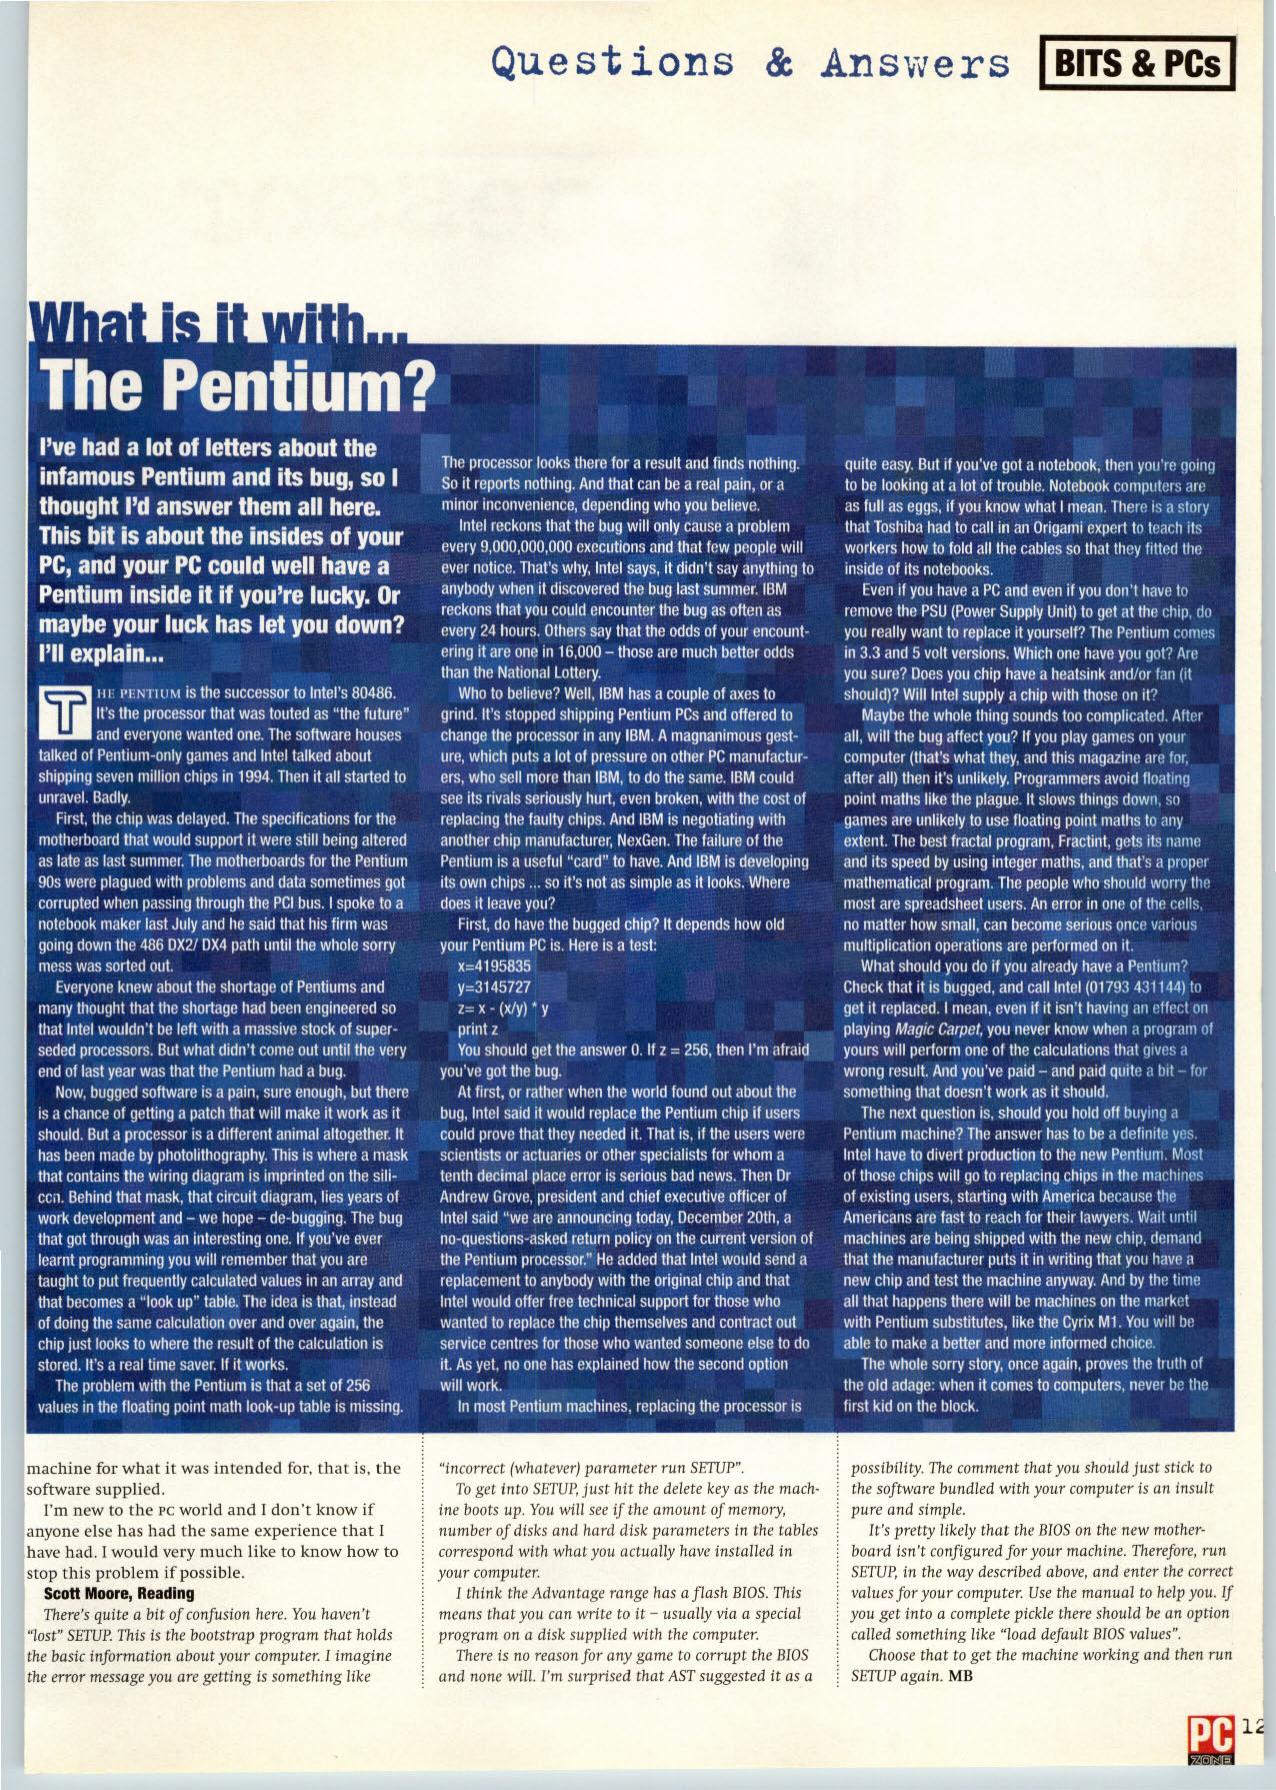 Questions & Answers BITS & PCs
What is it with...
The Pentium?
I've had a lot of letters about the
infamous Pentium and its bug, so I
thought I'd answer them all here.
This bit is about the insides of your
PC, and your PC could well have a
Pentium inside it if you're lucky. Or
maybe your luck has let you down?
I'll explain...
THE PENTIUM is the successor to Intel's 80486.
It's the processor that was touted as "the future"
and everyone wanted one. The software houses
talked of Pentium-only games and Intel talked about
shipping seven million chips in 1994. Then it all started to
unravel. Badly.
First, the chip was delayed. The specifications for the
motherboard that would support it were still being altered
as late as last summer. The motherboards for the Pentium
90s were plagued with problems and data sometimes got
corrupted when passing through the PCI bus. I spoke to a
notebook maker last July and he said that his firm was
going down the 486 DX2/ DX4 path until the whole sorry
mess was sorted out.
Everyone knew about the shortage of Pentiums and
many thought that the shortage had been engineered so
that Intel wouldn't be left with a massive stock of super-
seded processors. But what didn't come out until the very
end of last year was that the Pentium had a bug.
Now, bugged software is a pain, sure enough, but there
is a chance of getting a patch that will make it work as it
should. But a processor is a different animal altogether. It
has been made by photolithography. This is where a mask
that contains the wiring diagram is imprinted on the sili-
con. Behind that mask, that circuit diagram, lies years of
work development and – we hope – de-bugging. The bug
that got through was an interesting one. If you've ever
learnt programming you will remember that you are
taught to put frequently calculated values in an array and
that becomes a "look up" table. The idea is that, instead
of doing the same calculation over and over again, the
chip just looks to where the result of the calculation is
stored. It's a real time saver. If it works.
The problem with the Pentium is that a set of 256
values in the floating point math look-up table is missing.
The processor looks there for a result and finds nothing.
So it reports nothing. And that can be a real pain, or a
minor inconvenience, depending who you believe.
Intel reckons that the bug will only cause a problem
every 9,000,000,000 executions and that few people will
ever notice. That's why, Intel says, it didn't say anything to
anybody when it discovered the bug last summer. IBM
reckons that you could encounter the bug as often as
every 24 hours. Others say that the odds of your encount-
ering it are one in 16,000 – those are much better odds
than the National Lottery.
Who to believe? Well, IBM has a couple of axes to
grind. It's stopped shipping Pentium PCs and offered to
change the processor in any IBM. A magnanimous gest-
ure, which puts a lot of pressure on other PC manufactur-
ers, who sell more than IBM, to do the same. IBM could
see its rivals seriously hurt, even broken, with the cost of
replacing the faulty chips. And IBM is negotiating with
another chip manufacturer, NexGen. The failure of the
Pentium is a useful "card" to have. And IBM is developing
its own chips ... so it's not as simple as it looks. Where
does it leave you?
First, do have the bugged chip? It depends how old
your Pentium PC is. Here is a test:
x=4195835
y=3145727
z= x - (x/y) * y
print z
You should get the answer 0. If z = 256, then I'm afraid
you've got the bug.
At first, or rather when the world found out about the
bug, Intel said it would replace the Pentium chip if users
could prove that they needed it. That is, if the users were
scientists or actuaries or other specialists for whom a
tenth decimal place error is serious bad news. Then Dr
Andrew Grove, president and chief executive officer of
Intel said "we are announcing today, December 20th, a
no-questions-asked return policy on the current version of
the Pentium processor." He added that Intel would send a
replacement to anybody with the original chip and that
Intel would offer free technical support for those who
wanted to replace the chip themselves and contract out
service centres for those who wanted someone else to do
it. As yet, no one has explained how the second option
will work.
In most Pentium machines, replacing the processor is
quite easy. But if you've got a notebook, then you're going
to be looking at a lot of trouble. Notebook computers are
as full as eggs, if you know what I mean. There is a story
that Toshiba had to call in an Origami expert to teach its
workers how to fold all the cables so that they fitted the
inside of its notebooks.
Even if you have a PC and even if you don't have to
remove the PSU (Power Supply Unit) to get at the chip, do
you really want to replace it yourself? The Pentium comes
in 3.3 and 5 volt versions. Which one have you got? Are
you sure? Does you chip have a heatsink and/or fan (it
should)? Will Intel supply a chip with those on it?
Maybe the whole thing sounds too complicated. After
all, will the bug affect you? If you play games on your
computer (that's what they, and this magazine are for,
after all) then it's unlikely. Programmers avoid floating
point maths like the plague. It slows things down, so
games are unlikely to use floating point maths to any
extent. The best fractal program, Fractint, gets its name
and its speed by using integer maths, and that's a proper
mathematical program. The people who should worry the
most are spreadsheet users. An error in one of the cells,
no matter how small, can become serious once various
multiplication operations are performed on it.
What should you do if you already have a Pentium?
Check that it is bugged, and call Intel (01793 431144) to
get it replaced. I mean, even if it isn't having an effect on
playing Magic Carpet, you never know when a program of
yours will perform one of the calculations that gives a
wrong result. And you've paid – and paid quite a bit – for
something that doesn't work as it should.
The next question is, should you hold off buying a
Pentium machine? The answer has to be a definite yes.
Intel have to divert production to the new Pentium. Most
of those chips will go to replacing chips in the machines
of existing users, starting with America because the
Americans are fast to reach for their lawyers. Wait until
machines are being shipped with the new chip, demand
that the manufacturer puts it in writing that you have a
new chip and test the machine anyway. And by the time
all that happens there will be machines on the market
with Pentium substitutes, like the Cyrix M1. You will be
able to make a better and more informed choice.
The whole sorry story, once again, proves the truth of
the old adage: when it comes to computers, never be the
first kid on the block.
machine for what it was intended for, that is, the
software supplied.
I'm new to the PC world and I don't know if
anyone else has had the same experience that I
have had. I would very much like to know how to
stop this problem if possible.
Scott Moore, Reading
There's quite a bit of confusion here. You haven't
"lost" SETUP. This is the bootstrap program that holds
the basic information about your computer. I imagine
the error message you are getting is something like
"incorrect (whatever) parameter run SETUP".
To get into SETUP, just hit the delete key as the mach-
ine boots up. You will see if the amount of memory,
number of disks and hard disk parameters in the tables
correspond with what you actually have installed in
your computer.
I think the Advantage range has a flash BIOS. This
means that you can write to it – usually via a special
program on a disk supplied with the computer.
There is no reason for any game to corrupt the BIOS
and none will. I'm surprised that AST suggested it as a
possibility. The comment that you should just stick to
the software bundled with your computer is an insult
pure and simple.
It's pretty likely that the BIOS on the new mother-
board isn't configured for your machine. Therefore, run
SETUP, in the way described above, and enter the correct
values for your computer. Use the manual to help you. If
you get into a complete pickle there should be an option
called something like "load default BIOS values".
Choose that to get the machine working and then run
SETUP again. MB
PC ZONE 12